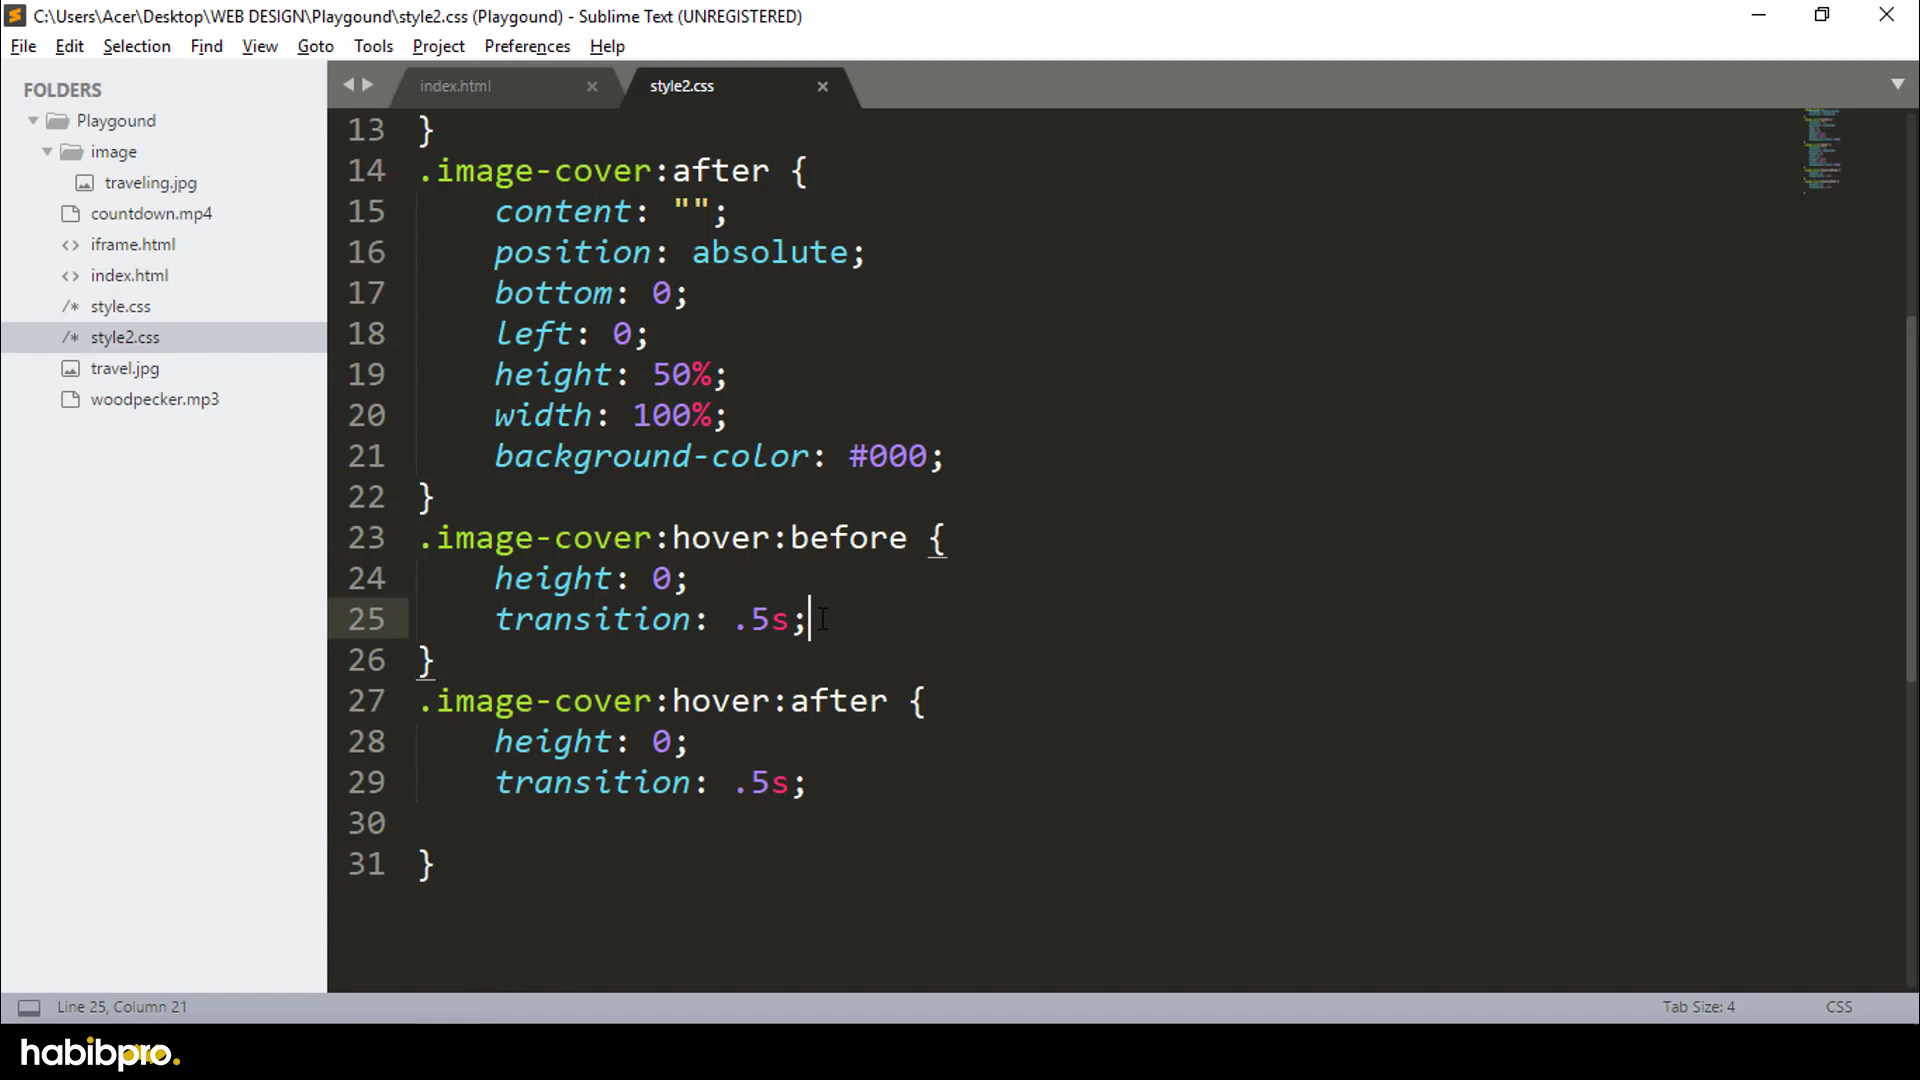 C:\Users\Acer\Desktop\WEB DESIGN\Playgound\style2.css (Playgound) - Sublime Text (UNREGISTERED)
File Edit Selection Find View Goto Tools Project Preferences Help
FOLDERS
Playgound
image
traveling.jpg
countdown.mp4
<> iframe.html
<> index.html
/* style.css
/* style2.css
travel.jpg
woodpecker.mp3
index.html × style2.css ×
13 }
14 .image-cover:after {
15 content: "";
16 position: absolute;
17 bottom: 0;
18 left: 0;
19 height: 50%;
20 width: 100%;
21 background-color: #000;
22 }
23 .image-cover:hover:before {
24 height: 0;
25 transition: .5s;
26 }
27 .image-cover:hover:after {
28 height: 0;
29 transition: .5s;
30
31 }
Line 25, Column 21 Tab Size: 4 CSS
habibpro.